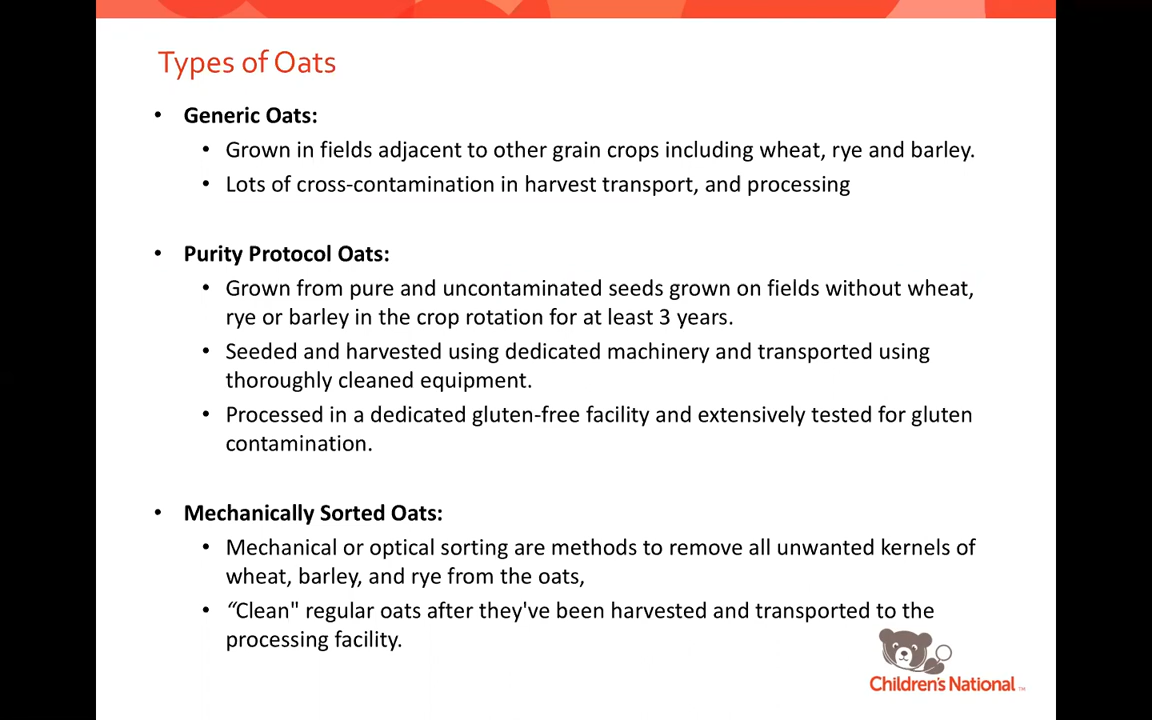 Types of Oats
• Generic Oats:
• Grown in fields adjacent to other grain crops including wheat, rye and barley.
• Lots of cross-contamination in harvest transport, and processing
• Purity Protocol Oats:
• Grown from pure and uncontaminated seeds grown on fields without wheat,
rye or barley in the crop rotation for at least 3 years.
• Seeded and harvested using dedicated machinery and transported using
thoroughly cleaned equipment.
• Processed in a dedicated gluten-free facility and extensively tested for gluten
contamination.
• Mechanically Sorted Oats:
• Mechanical or optical sorting are methods to remove all unwanted kernels of
wheat, barley, and rye from the oats,
• “Clean" regular oats after they've been harvested and transported to the
processing facility.
Children's National ™